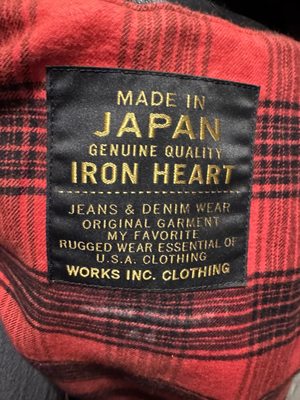 MADE IN
JAPAN
GENUINE QUALITY
IRON HEART
JEANS & DENIM WEAR
ORIGINAL GARMENT
MY FAVORITE
RUGGED WEAR ESSENTIAL OF
U.S.A. CLOTHING
WORKS INC. CLOTHING